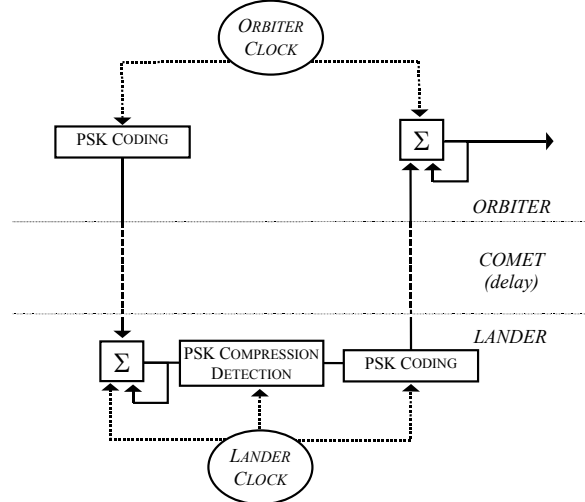 ORBITER
CLOCK
PSK CODING
Σ
ORBITER
COMET
(delay)
LANDER
Σ
PSK COMPRESSION
DETECTION
PSK CODING
LANDER
CLOCK